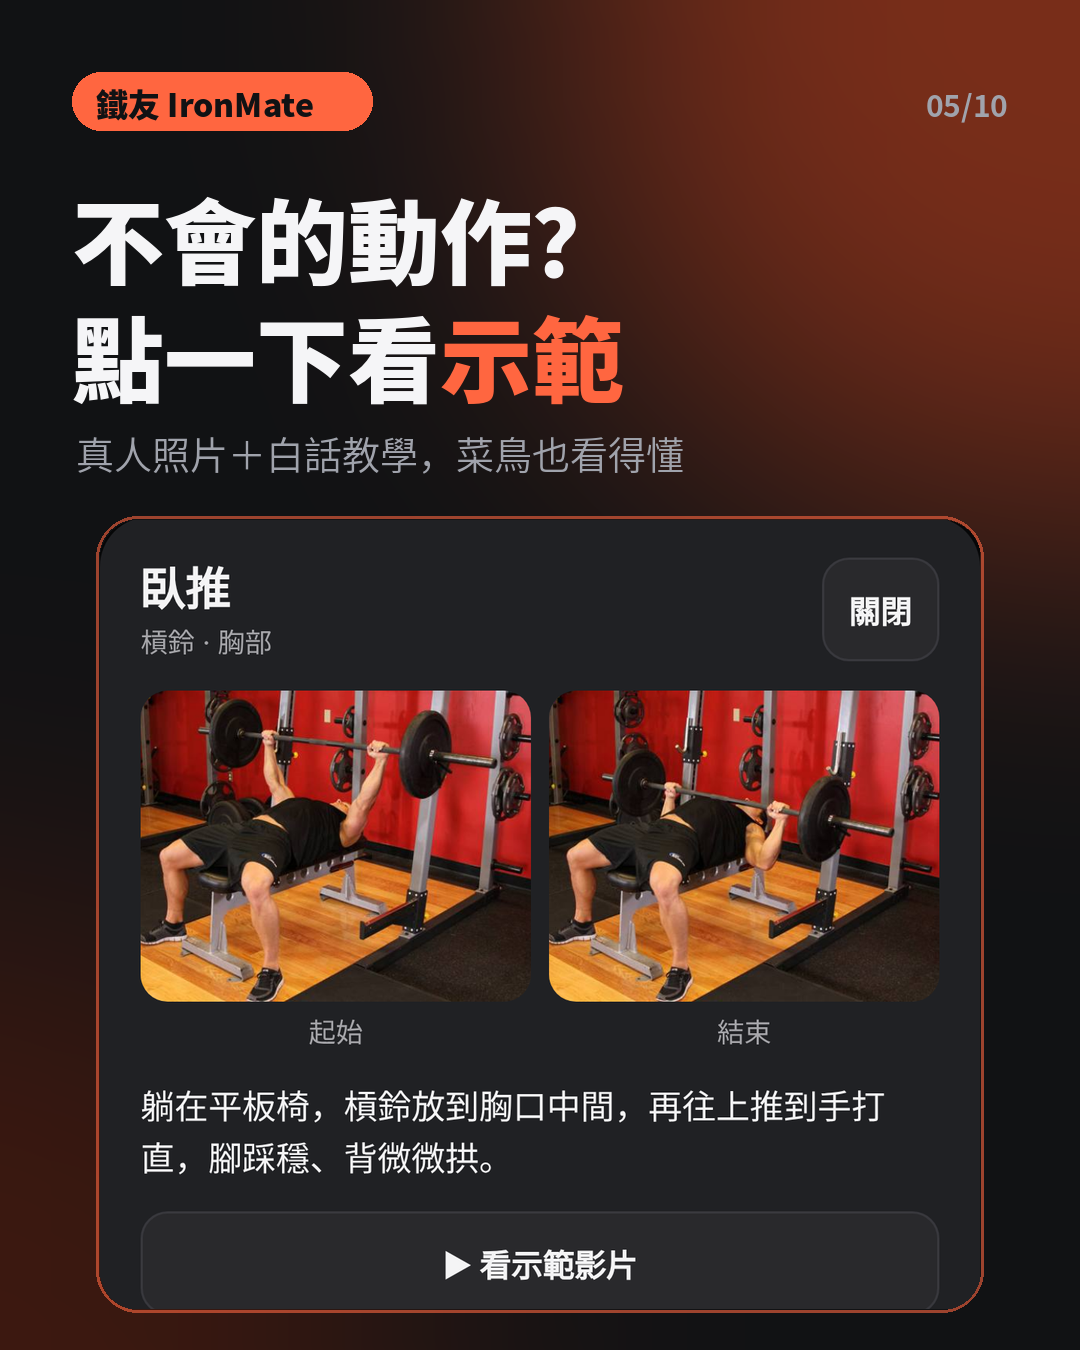 鐵友 IronMate
05/10
不會的動作？
點一下看示範
真人照片＋白話教學，菜鳥也看得懂
臥推
槓鈴 · 胸部
關閉
起始
結束
躺在平板椅，槓鈴放到胸口中間，再往上推到手打
直，腳踩穩、背微微拱。
▶ 看示範影片